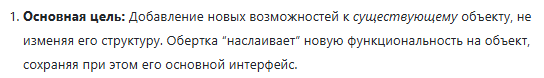 1. Основная цель: Добавление новых возможностей к существующему объекту, не
изменяя его структуру. Обертка “наслаивает” новую функциональность на объект,
сохраняя при этом его основной интерфейс.